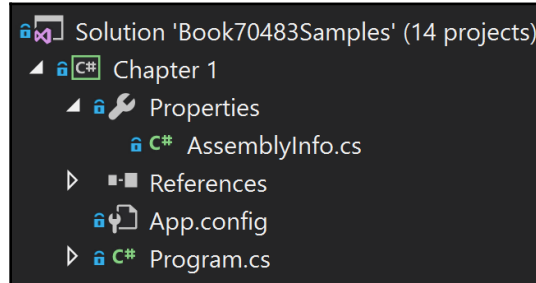 Solution 'Book70483Samples' (14 projects)
C# Chapter 1
Properties
C# AssemblyInfo.cs
References
App.config
C# Program.cs